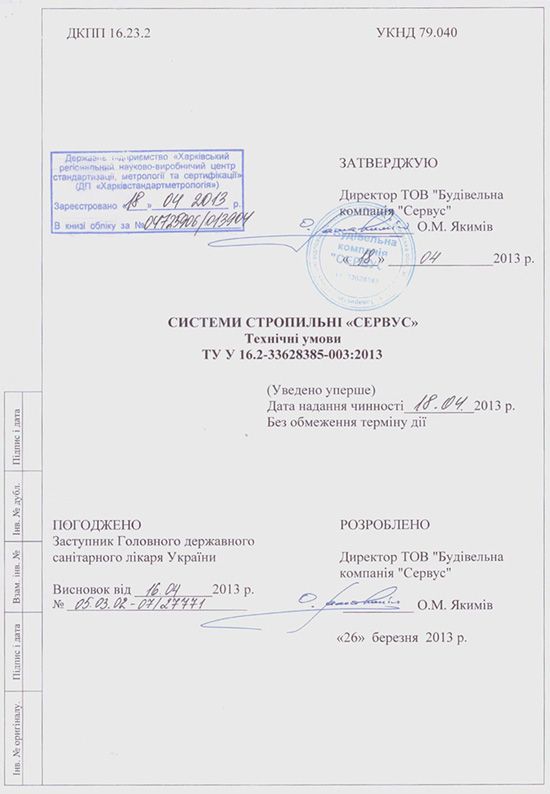 ДКПП 16.23.2
УКНД 79.040
Державне підприємство «Харківський
регіональний науково-виробничий центр
стандартизації, метрології та сертифікації»
(ДП «Харківстандартметрологія»)
Зареєстровано «18» 04 2013 р.
В книзі обліку за № 04725906/013904
ЗАТВЕРДЖУЮ
Директор ТОВ "Будівельна
компанія "Сервус"
О.М. Якимів
Будівельна
компанія
"СЕРВУС"
33628385
« 18 » 04 2013 р.
СИСТЕМИ СТРОПИЛЬНІ «СЕРВУС»
Технічні умови
ТУ У 16.2-33628385-003:2013
(Уведено уперше)
Дата надання чинності 18.04. 2013 р.
Без обмеження терміну дії
ПОГОДЖЕНО
Заступник Головного державного
санітарного лікаря України
Висновок від 16.04 2013 р.
№ 05.03.02-07/27771
РОЗРОБЛЕНО
Директор ТОВ "Будівельна
компанія "Сервус"
О.М. Якимів
«26» березня 2013 р.
Підпис і дата
Інв. № дубл.
Взам. інв. №
Підпис і дата
Інв. № оригіналу.